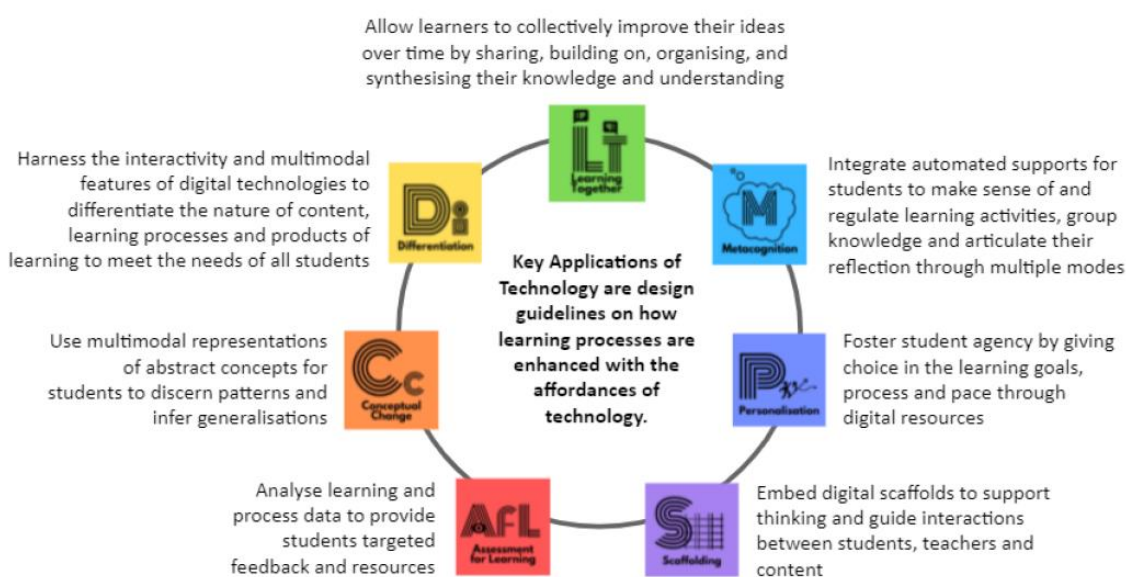 Allow learners to collectively improve their ideas
over time by sharing, building on, organising, and
synthesising their knowledge and understanding
LT
Learning
Together
Harness the interactivity and multimodal
features of digital technologies to
differentiate the nature of content,
learning processes and products of
learning to meet the needs of all students
Di
Differentiation
M
Metacognition
Integrate automated supports for
students to make sense of and
regulate learning activities, group
knowledge and articulate their
reflection through multiple modes
Key Applications of
Technology are design
guidelines on how
learning processes are
enhanced with the
affordances of
technology.
Use multimodal representations
of abstract concepts for
students to discern patterns and
infer generalisations
Cc
Conceptual
Change
P
Personalisation
Foster student agency by giving
choice in the learning goals,
process and pace through
digital resources
Analyse learning and
process data to provide
students targeted
feedback and resources
AfL
Assessment
for Learning
S
Scaffolding
Embed digital scaffolds to support
thinking and guide interactions
between students, teachers and
content